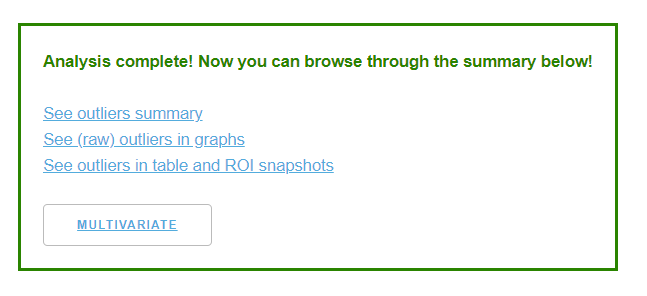 Analysis complete! Now you can browse through the summary below!
See outliers summary
See (raw) outliers in graphs
See outliers in table and ROI snapshots
MULTIVARIATE